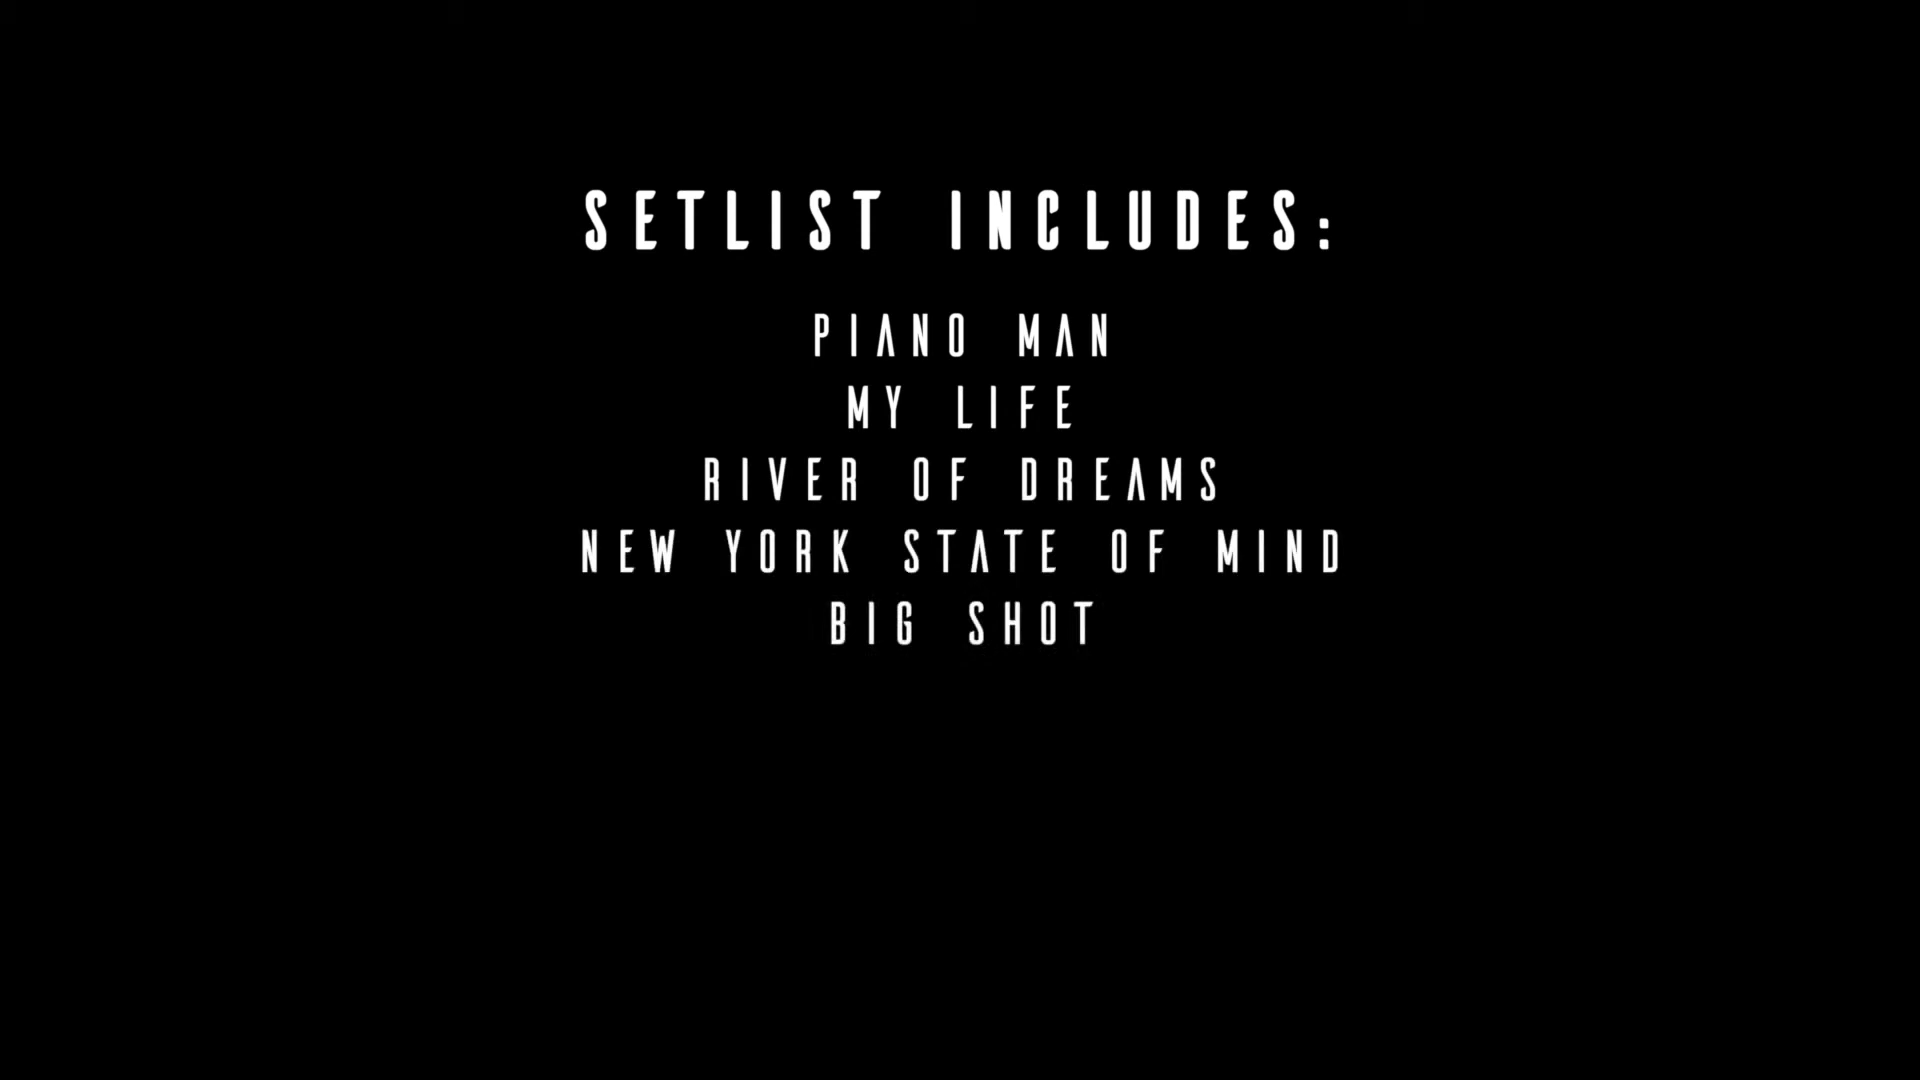 SETLIST INCLUDES:
PIANO MAN
MY LIFE
RIVER OF DREAMS
NEW YORK STATE OF MIND
BIG SHOT